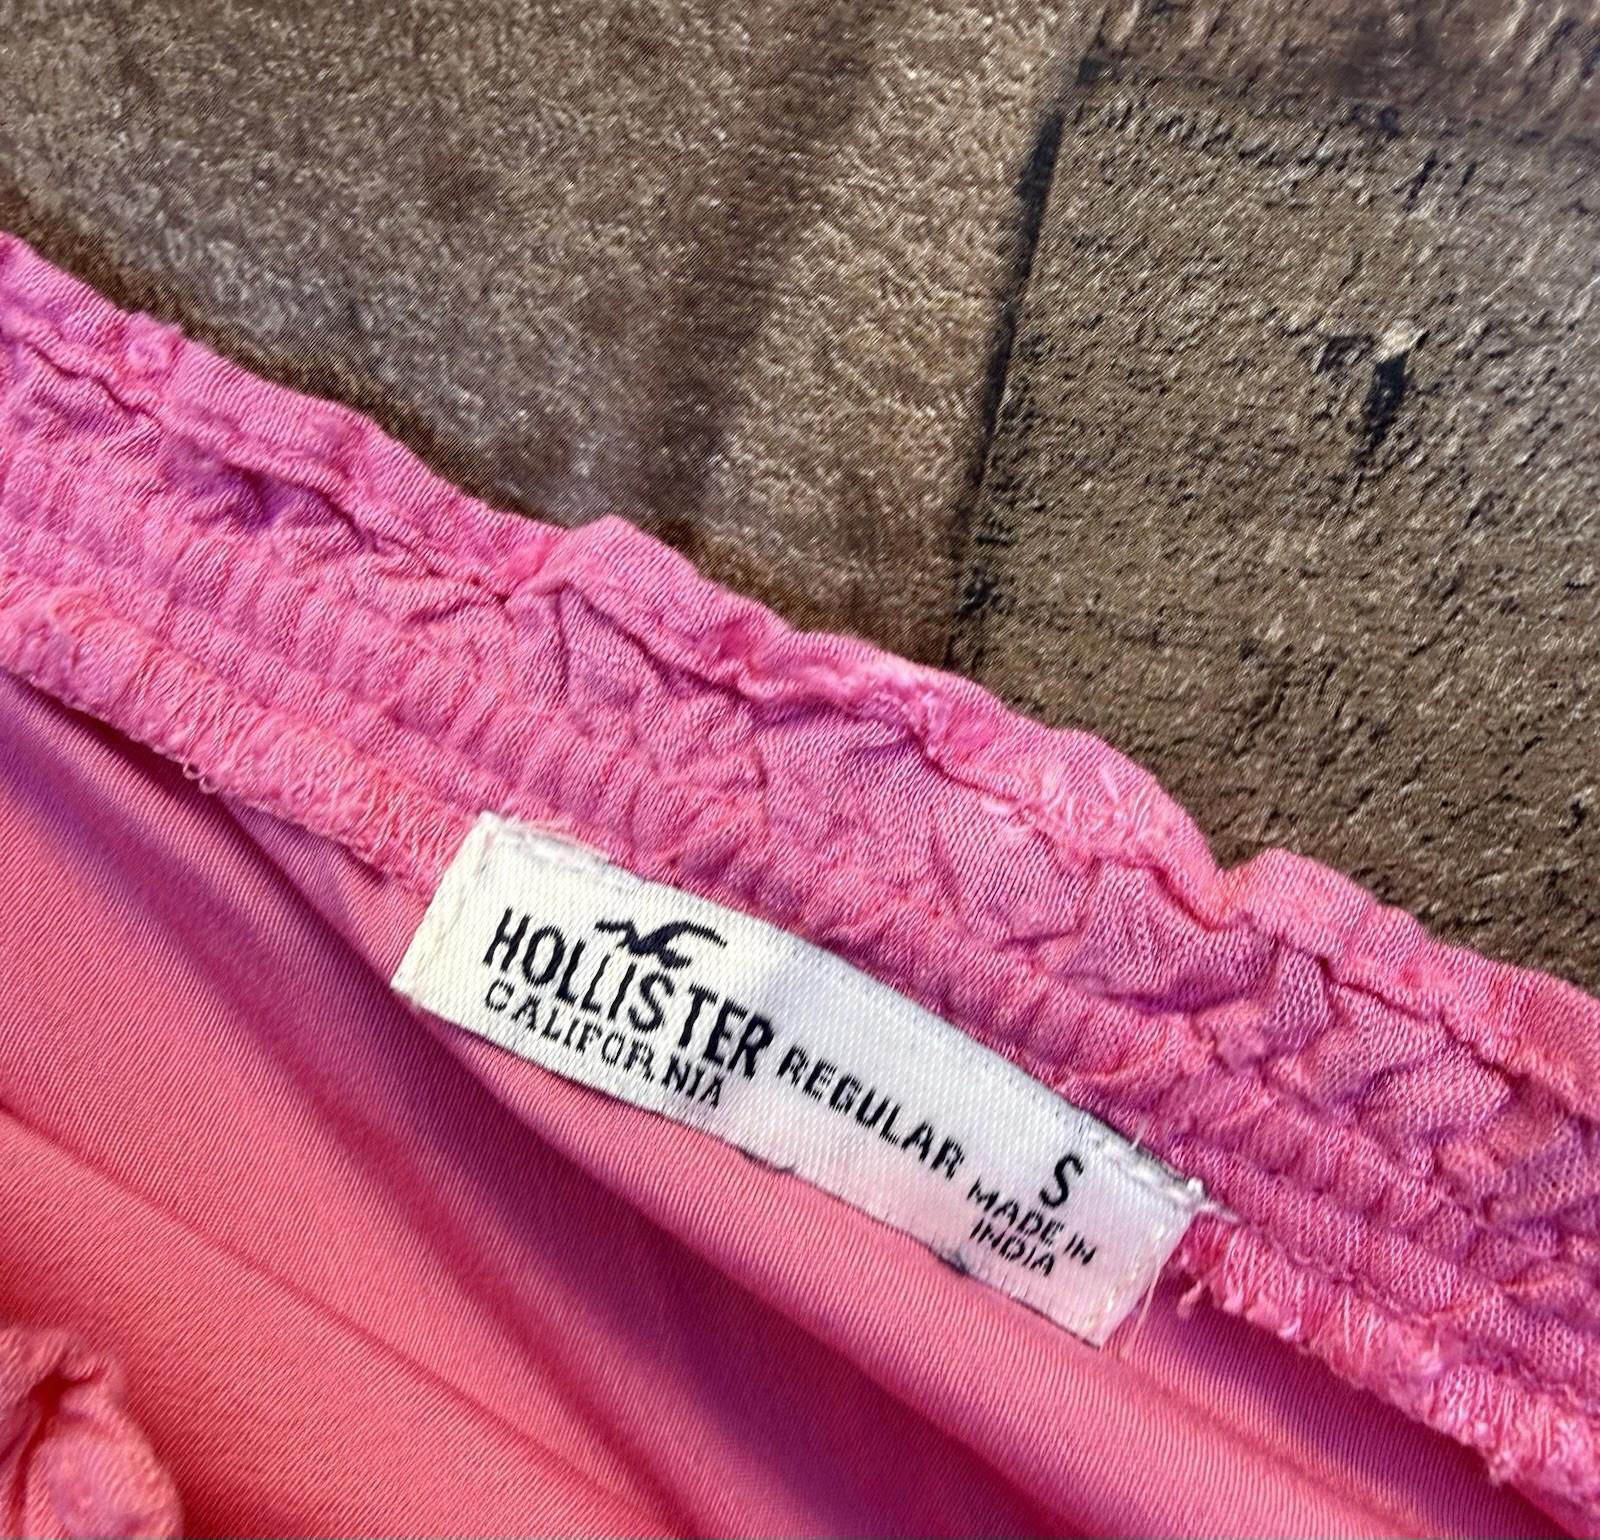 HOLLISTER
CALIFORNIA
REGULAR
S
MADE IN
INDIA